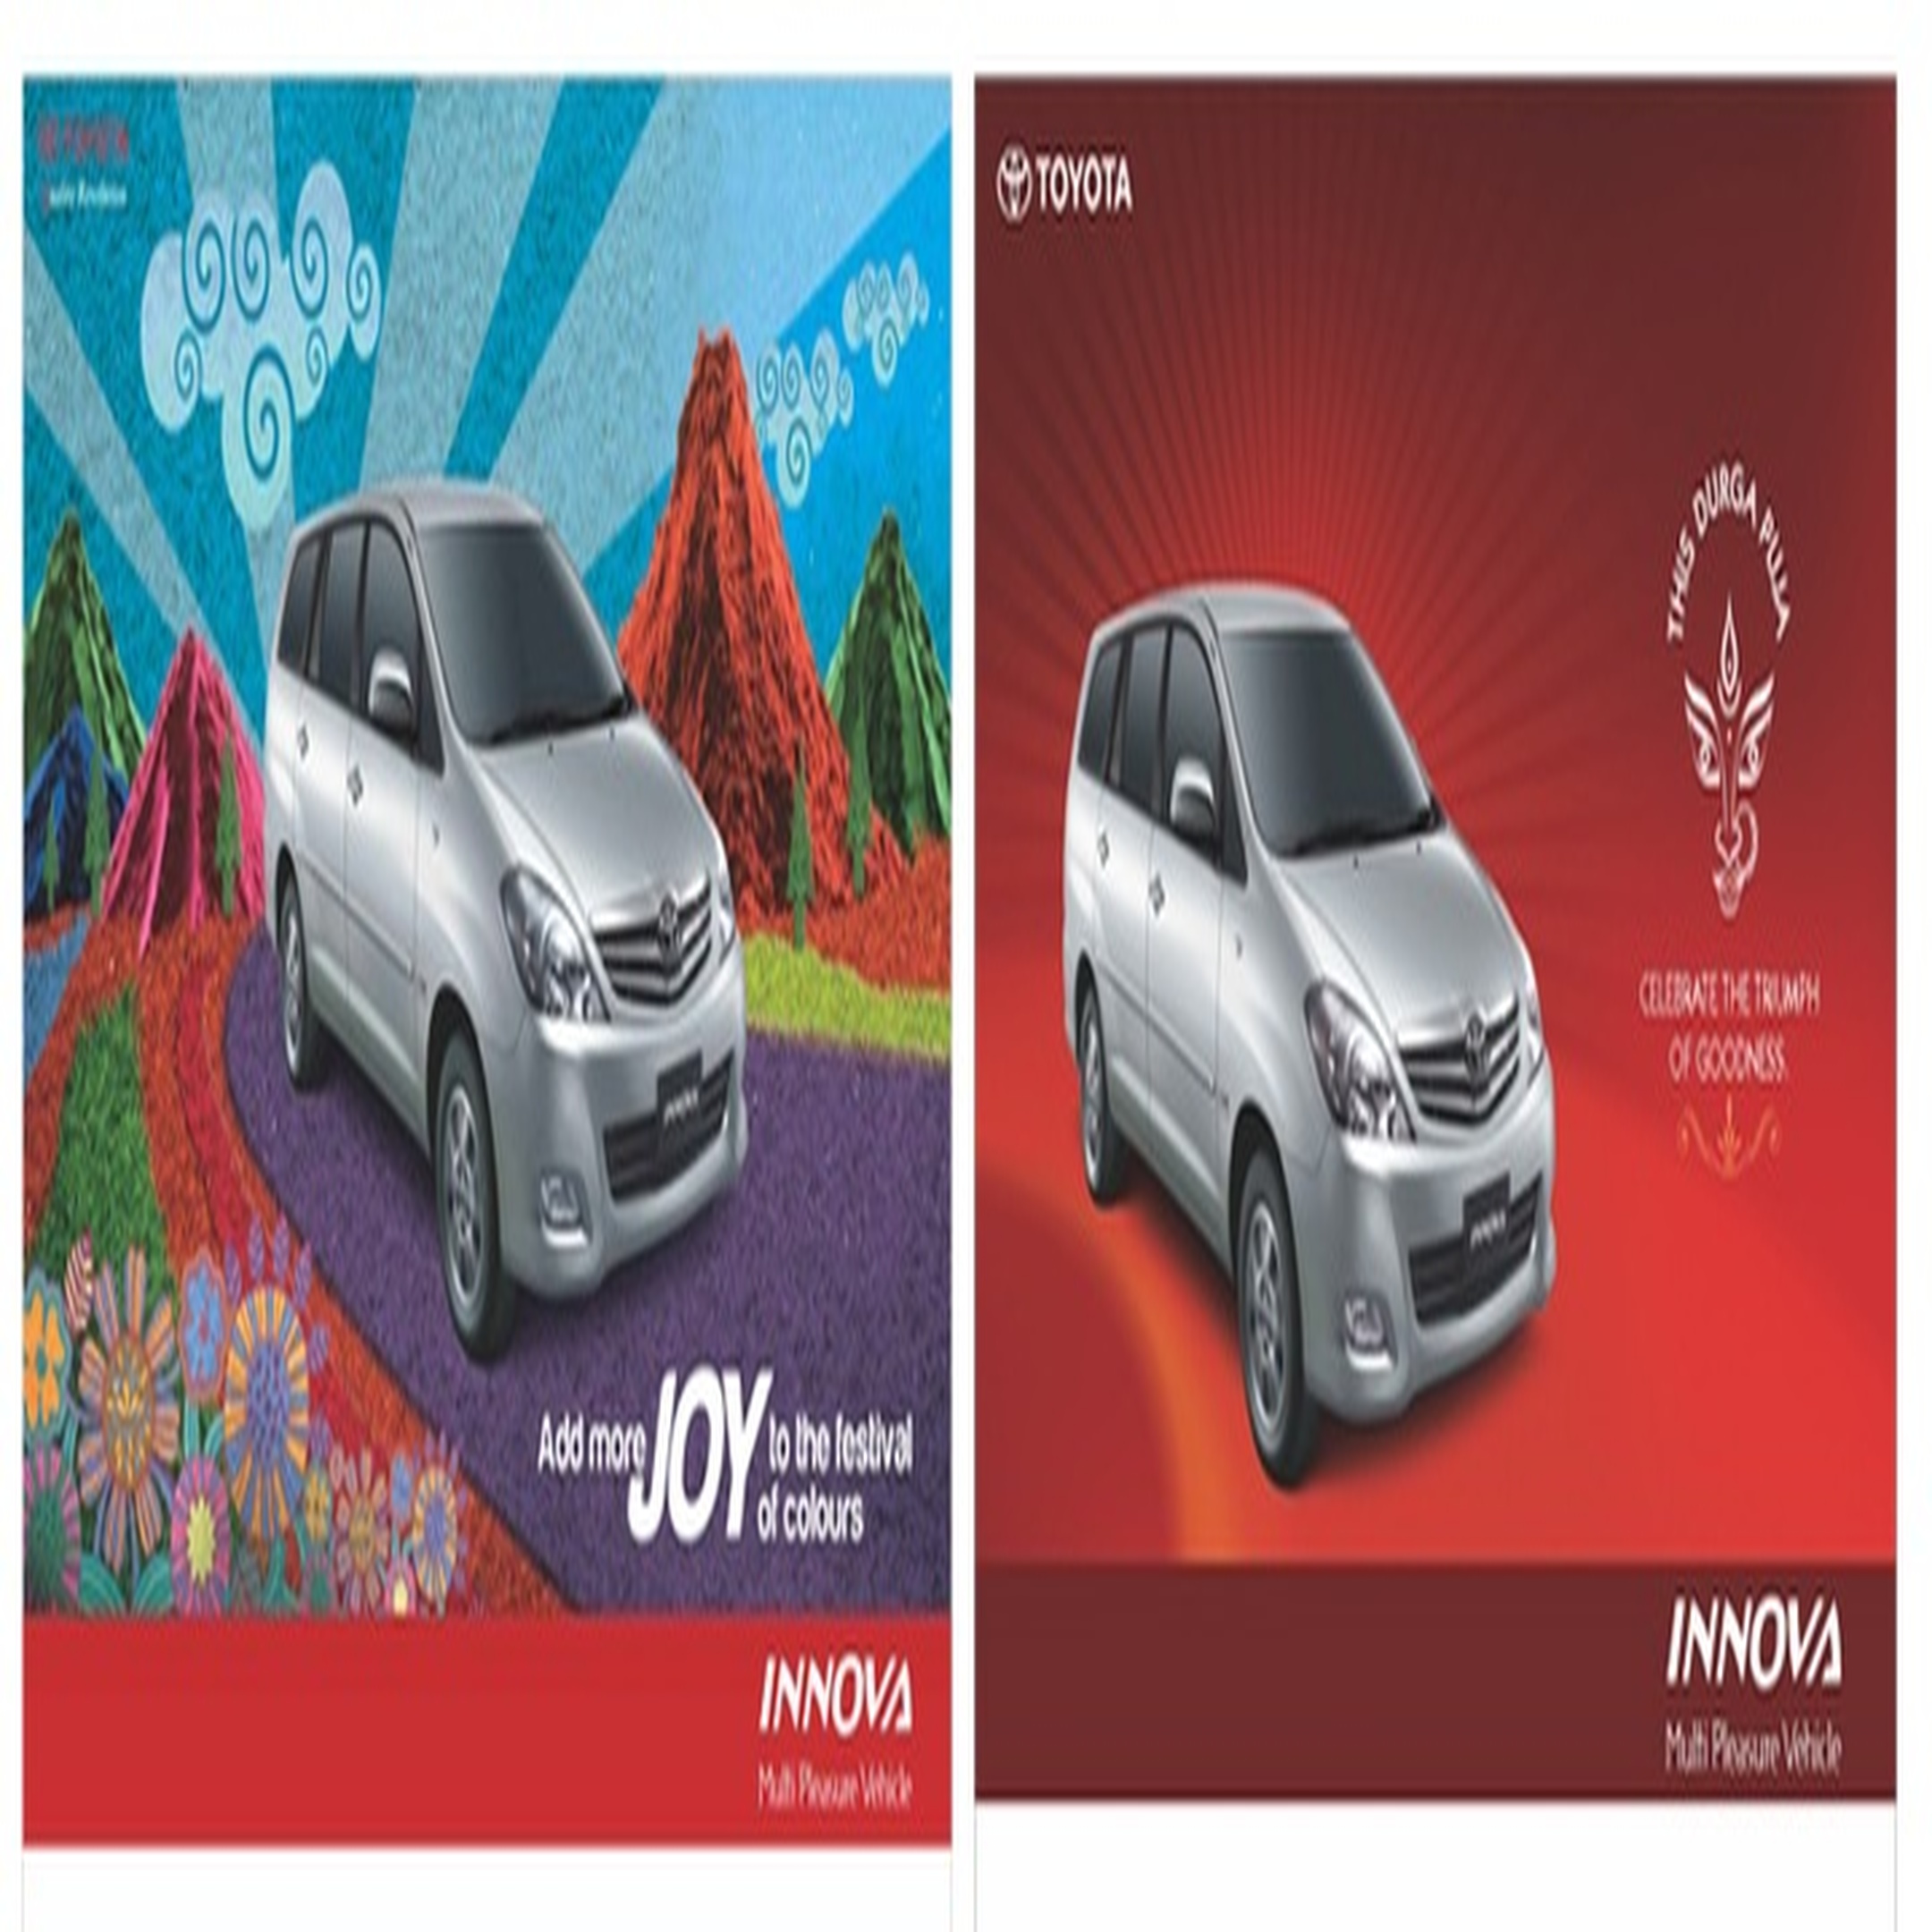 Add more JOY to the festival
of colours
INNOVA
Multi Pleasure Vehicle
TOYOTA
THIS DURGA PUJA
CELEBRATE THE TRIUMPH
OF GOODNESS
INNOVA
Multi Pleasure Vehicle